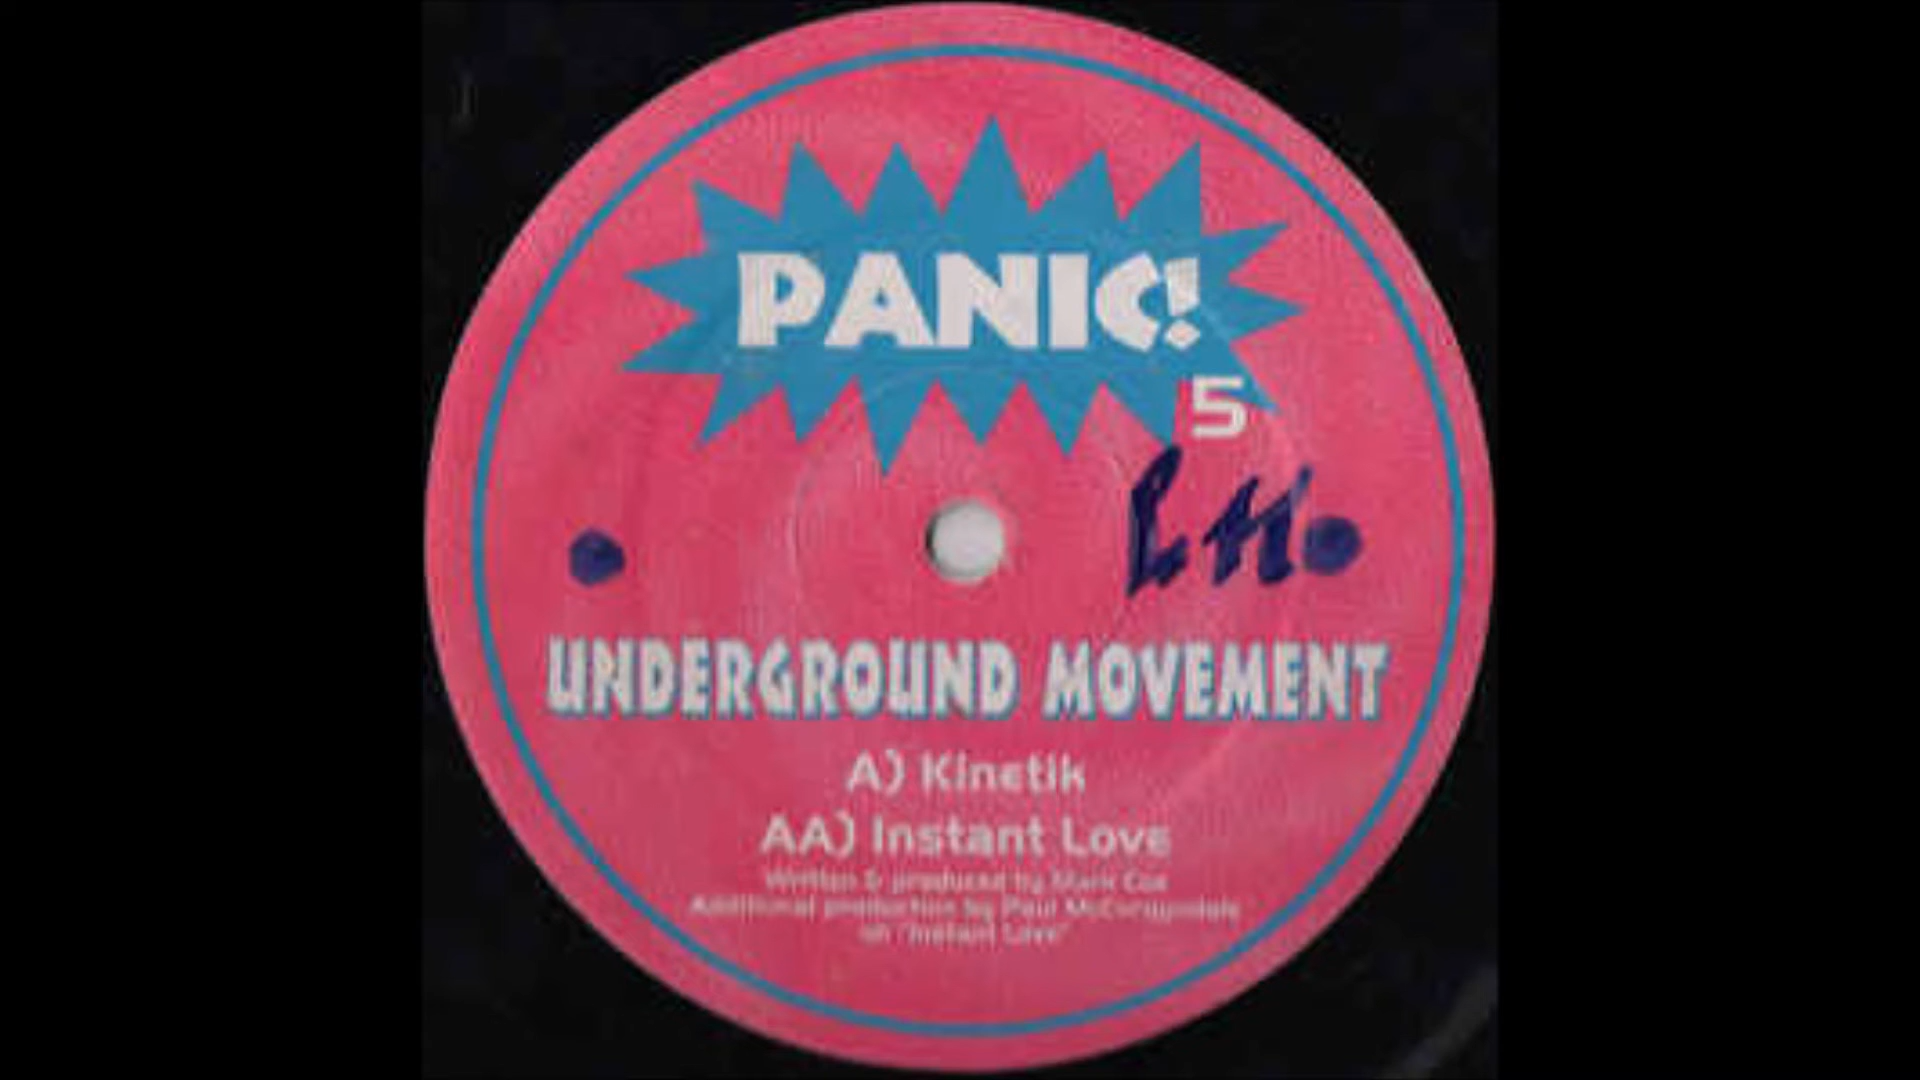 PANIC!
5
UNDERGROUND MOVEMENT
A) Kinetik
AA) Instant Love
Written & produced by Mark Cox
Additional production by Paul
on "Instant Love"